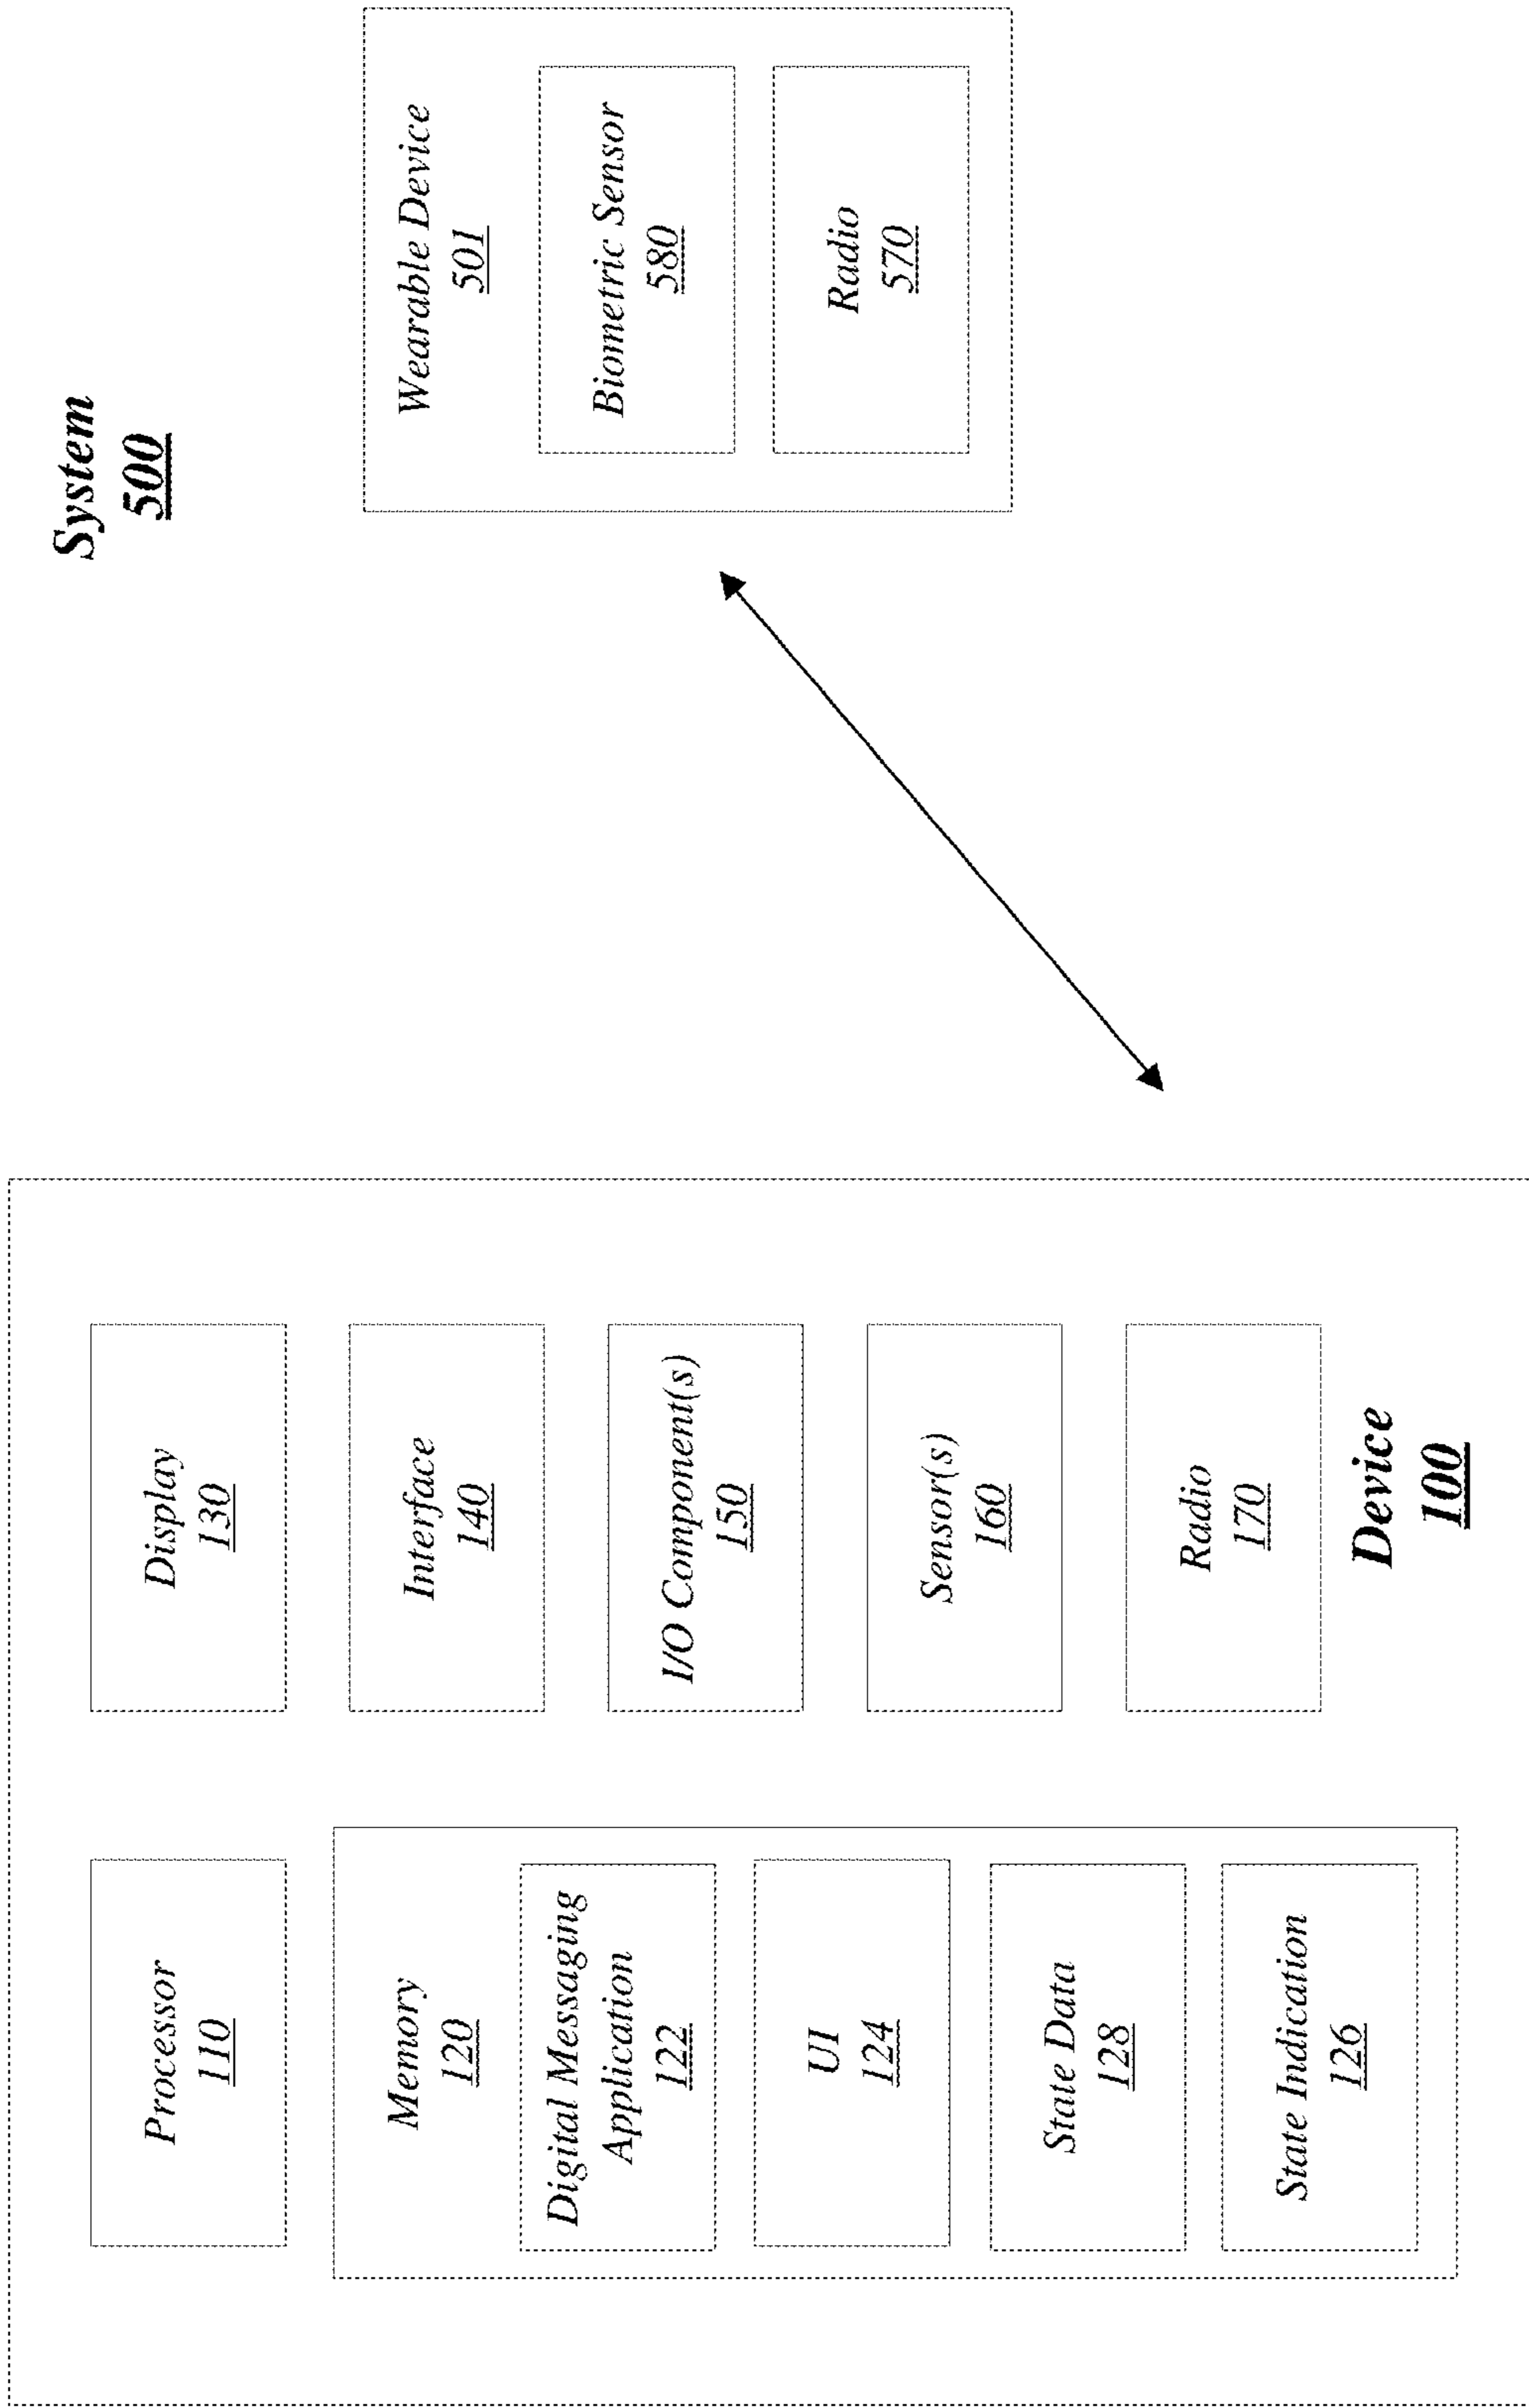 System
500
Processor
110
Memory
120
Digital Messaging
Application
122
UI
124
State Data
128
State Indication
126
Display
130
Interface
140
I/O Component(s)
150
Sensor(s)
160
Radio
170
Device
100
Wearable Device
501
Biometric Sensor
580
Radio
570